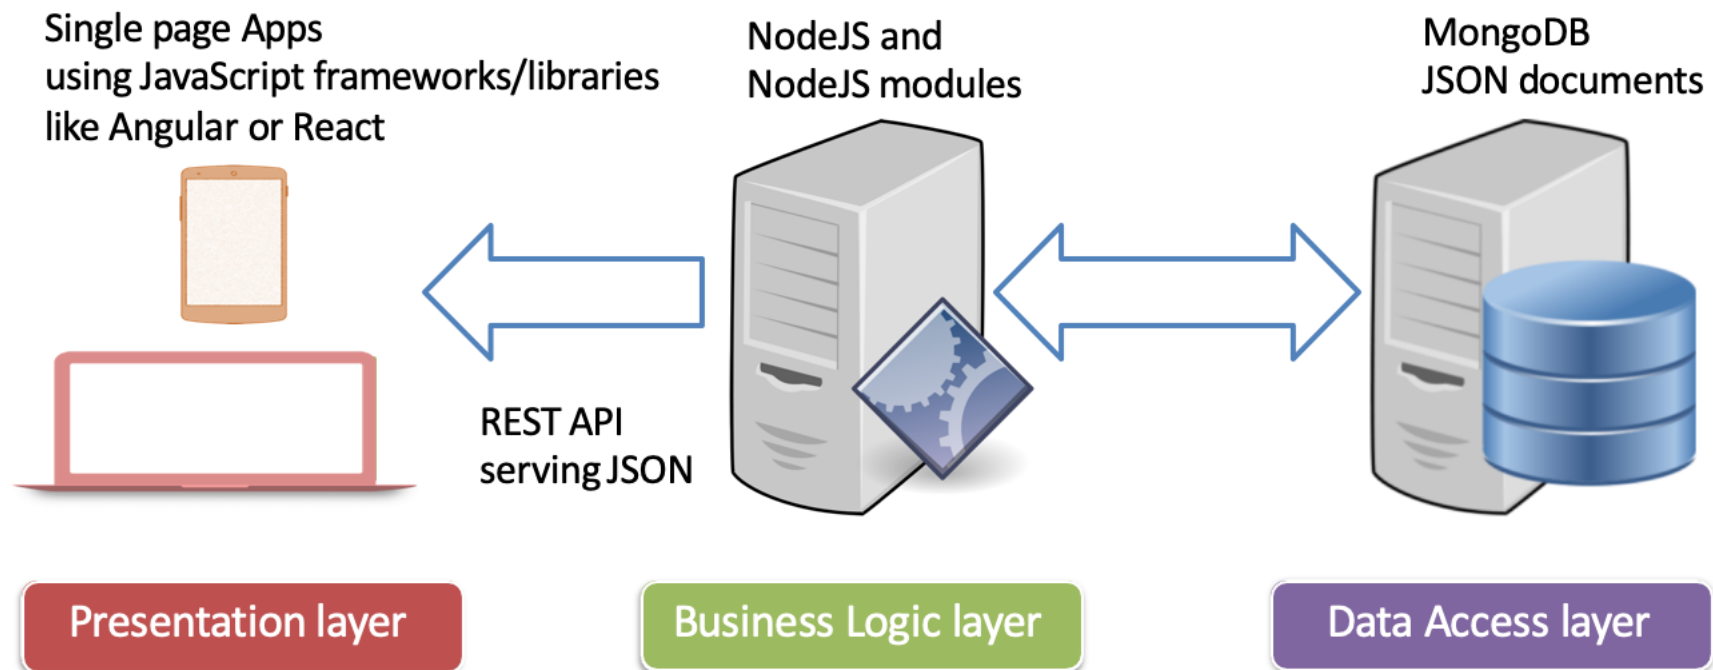 Single page Apps
using JavaScript frameworks/libraries
like Angular or React
NodeJS and
NodeJS modules
MongoDB
JSON documents
REST API
serving JSON
Presentation layer
Business Logic layer
Data Access layer